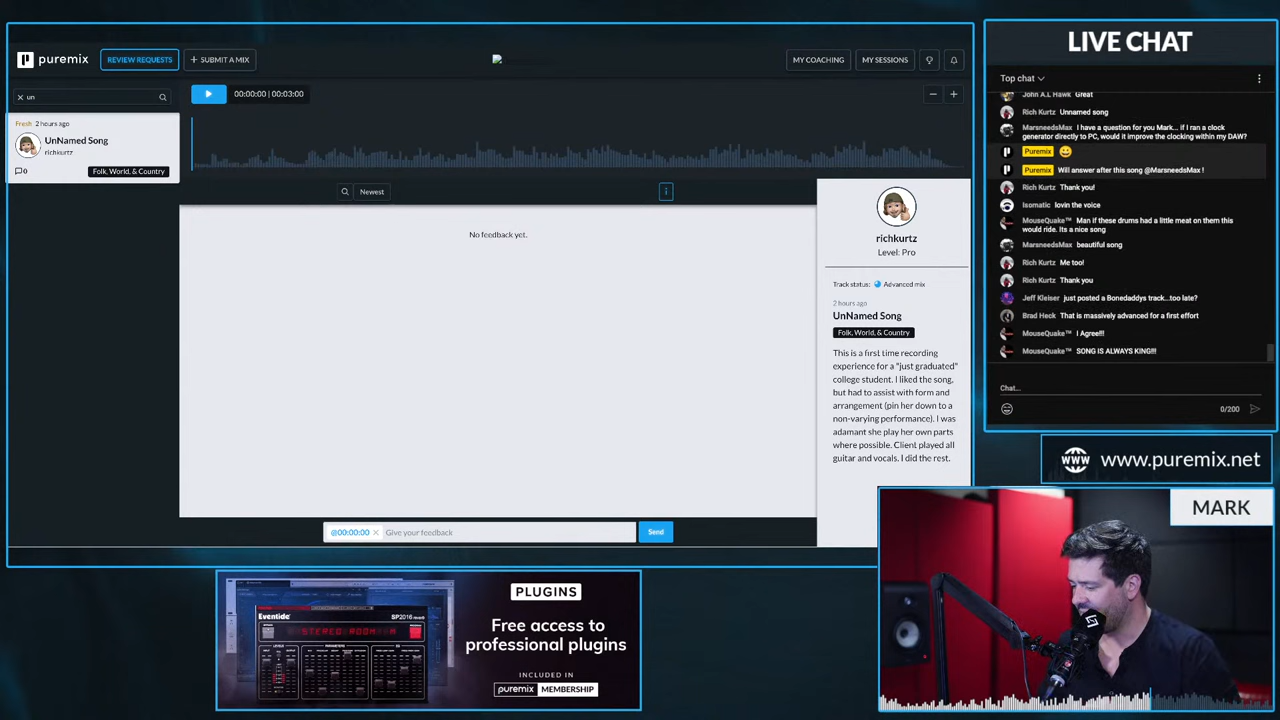 puremix
REVIEW REQUESTS
+ SUBMIT A MIX
MY COACHING
MY SESSIONS
un
00:00:00 | 00:03:00
Fresh 2 hours ago
UnNamed Song
richkurtz
0
Folk, World, & Country
Newest
i
No feedback yet.
@00:00:00 × Give your feedback
Send
richkurtz
Level: Pro
Track status: Advanced mix
2 hours ago
UnNamed Song
Folk, World, & Country
This is a first time recording
experience for a "just graduated"
college student. I liked the song,
but had to assist with form and
arrangement (pin her down to a
non-varying performance). I was
adamant she play her own parts
where possible. Client played all
guitar and vocals. I did the rest.
LIVE CHAT
Top chat
John A.L Hawk Great
Rich Kurtz Unnamed song
MarsneedsMax I have a question for you Mark... if I ran a clock
generator directly to PC, would it improve the clocking within my DAW?
Puremix 😀
Puremix Will answer after this song @MarsneedsMax !
Rich Kurtz Thank you!
Isomatic lovin the voice
MouseQuake™ Man if these drums had a little meat on them this
would ride. Its a nice song
MarsneedsMax beautiful song
Rich Kurtz Me too!
Rich Kurtz Thank you
Jeff Kleiser just posted a Bonedaddys track...too late?
Brad Heck That is massively advanced for a first effort
MouseQuake™ I Agree!!!
MouseQuake™ SONG IS ALWAYS KING!!!
Chat...
0/200
WWW www.puremix.net
MARK
Eventide
SP2016 reverb
STEREO ROOM M
PLUGINS
Free access to
professional plugins
INCLUDED IN
puremix MEMBERSHIP